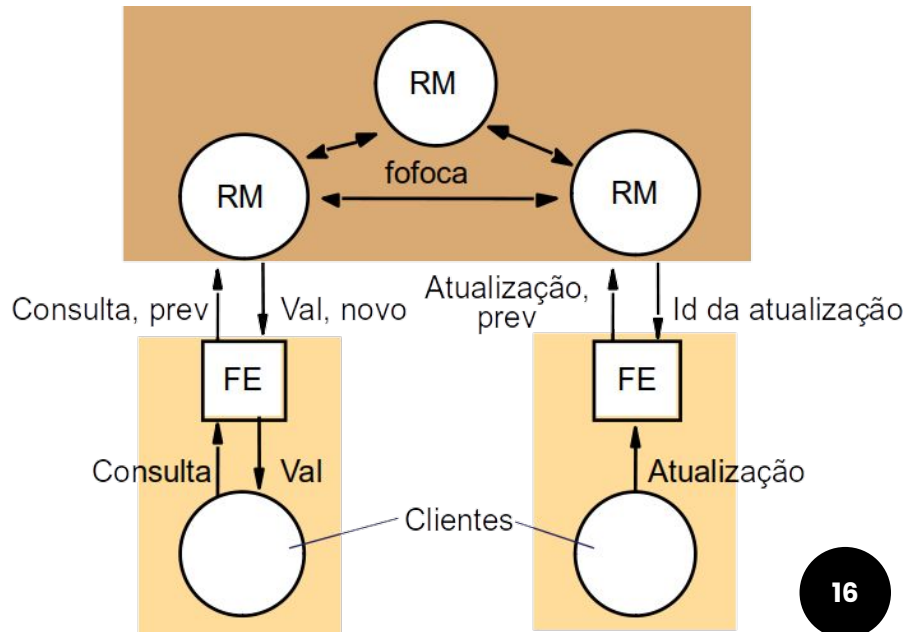 RM
RM
fofoca
RM
Consulta, prev
Val, novo
Atualização,
prev
Id da atualização
FE
FE
Consulta
Val
Atualização
Clientes
16